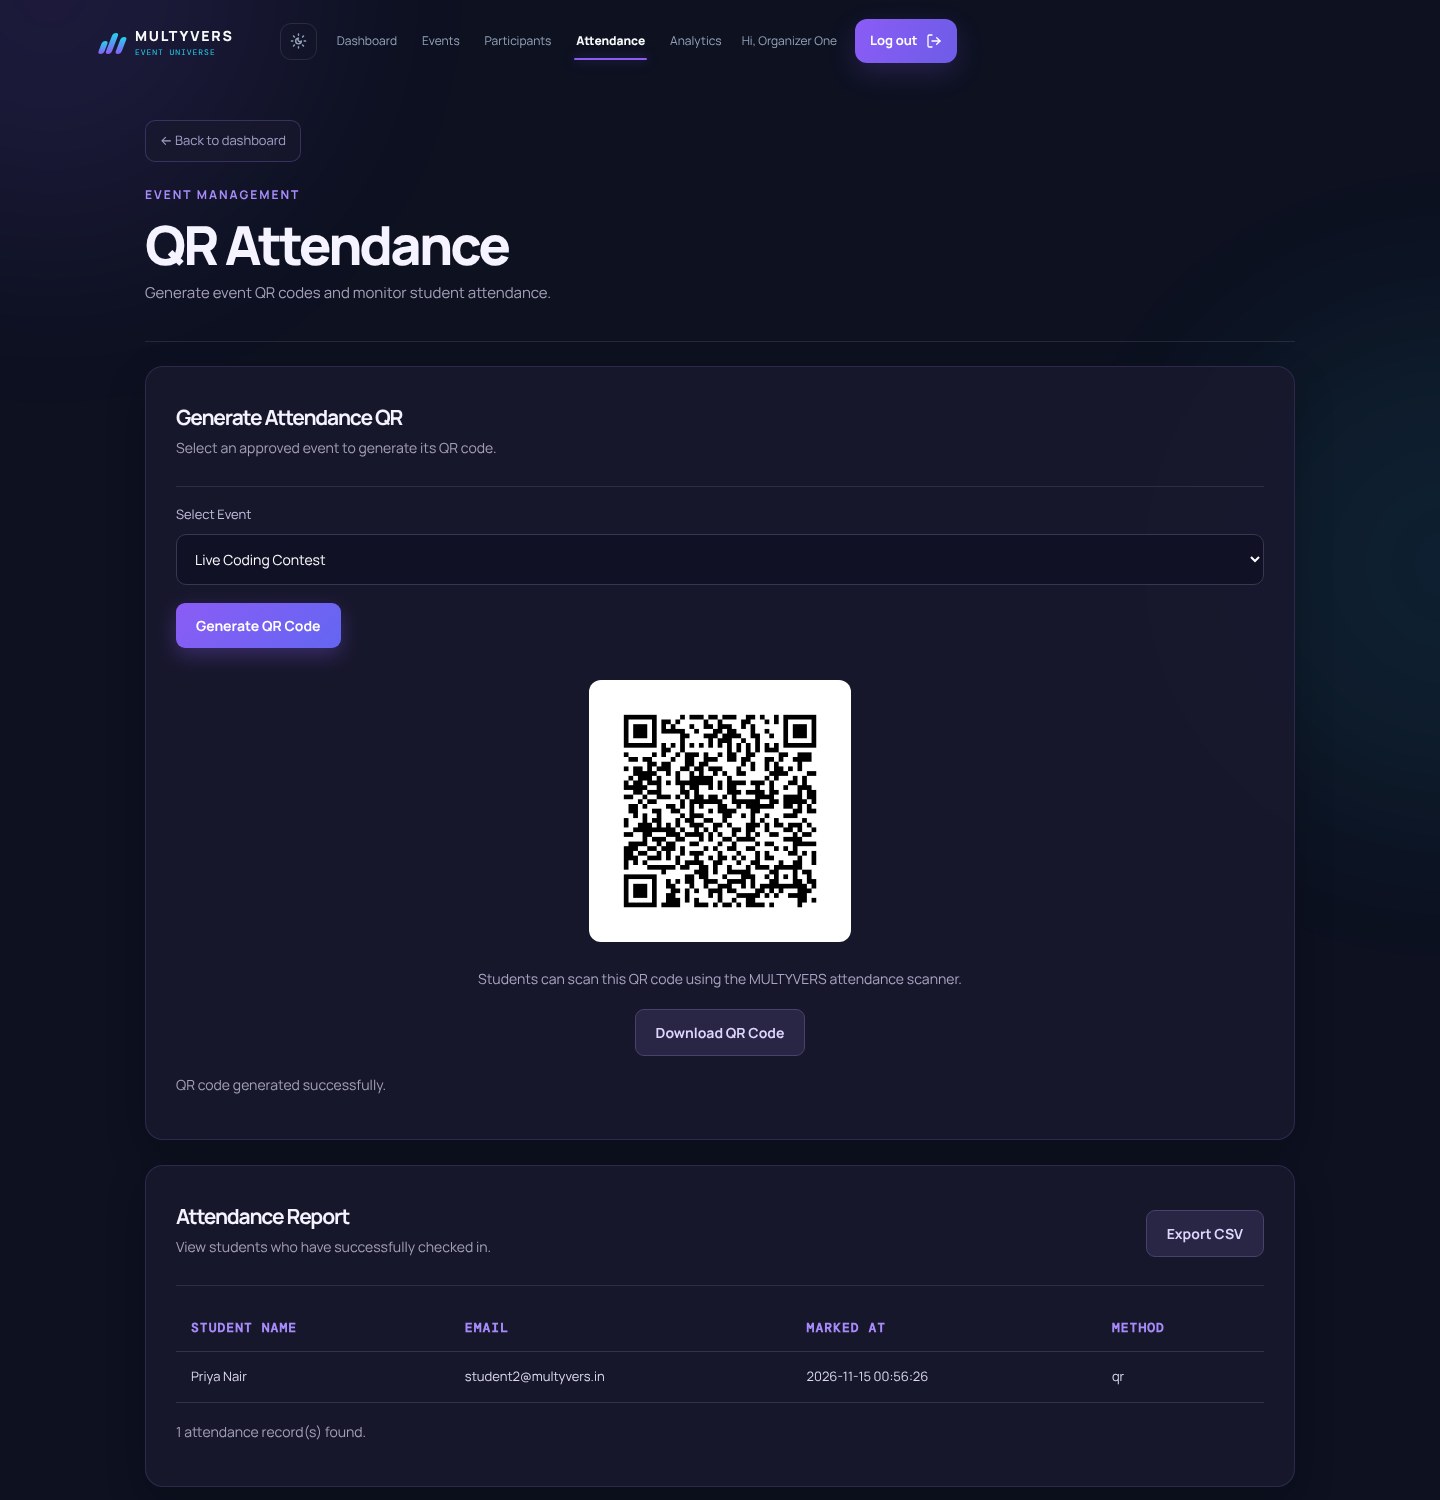 MULTYVERS
EVENT UNIVERSE
Dashboard Events Participants Attendance Analytics Hi, Organizer One Log out
← Back to dashboard
EVENT MANAGEMENT
QR Attendance
Generate event QR codes and monitor student attendance.
Generate Attendance QR
Select an approved event to generate its QR code.
Select Event
Live Coding Contest
Generate QR Code
Students can scan this QR code using the MULTYVERS attendance scanner.
Download QR Code
QR code generated successfully.
Attendance Report
View students who have successfully checked in.
Export CSV
STUDENT NAME EMAIL MARKED AT METHOD
Priya Nair student2@multyvers.in 2026-11-15 00:56:26 qr
1 attendance record(s) found.